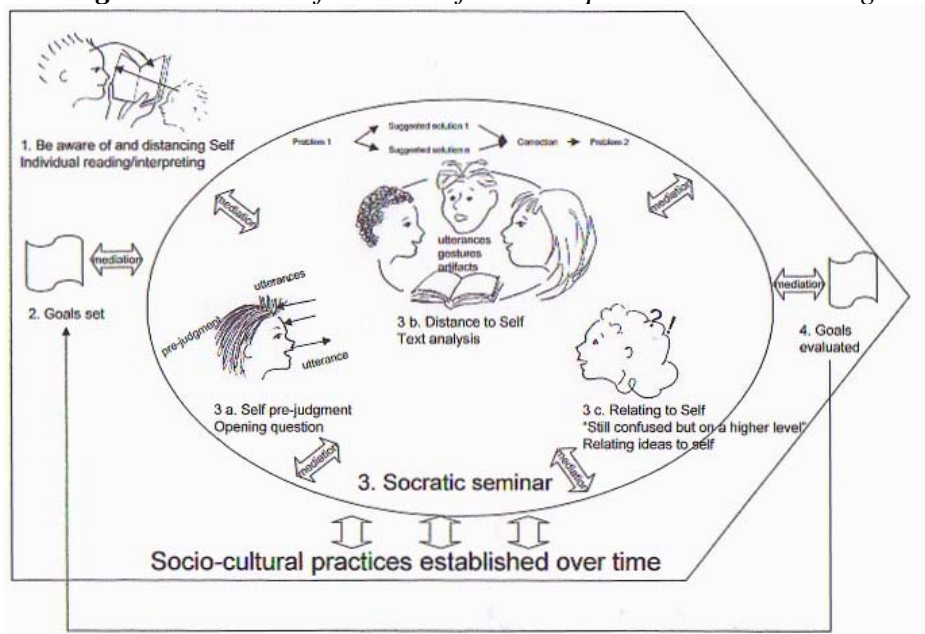 1. Be aware of and distancing Self
Individual reading/interpreting
Problem 1
Suggested solution 1
Suggested solution n
Correction
Problem 2
mediation
mediation
utterances
gestures
artifacts
mediation
2. Goals set
mediation
4. Goals
evaluated
utterances
pre-judgment
utterance
3 b. Distance to Self
Text analysis
?!
3 a. Self pre-judgment
Opening question
3 c. Relating to Self
"Still confused but on a higher level"
Relating ideas to self
mediation
mediation
3. Socratic seminar
Socio-cultural practices established over time